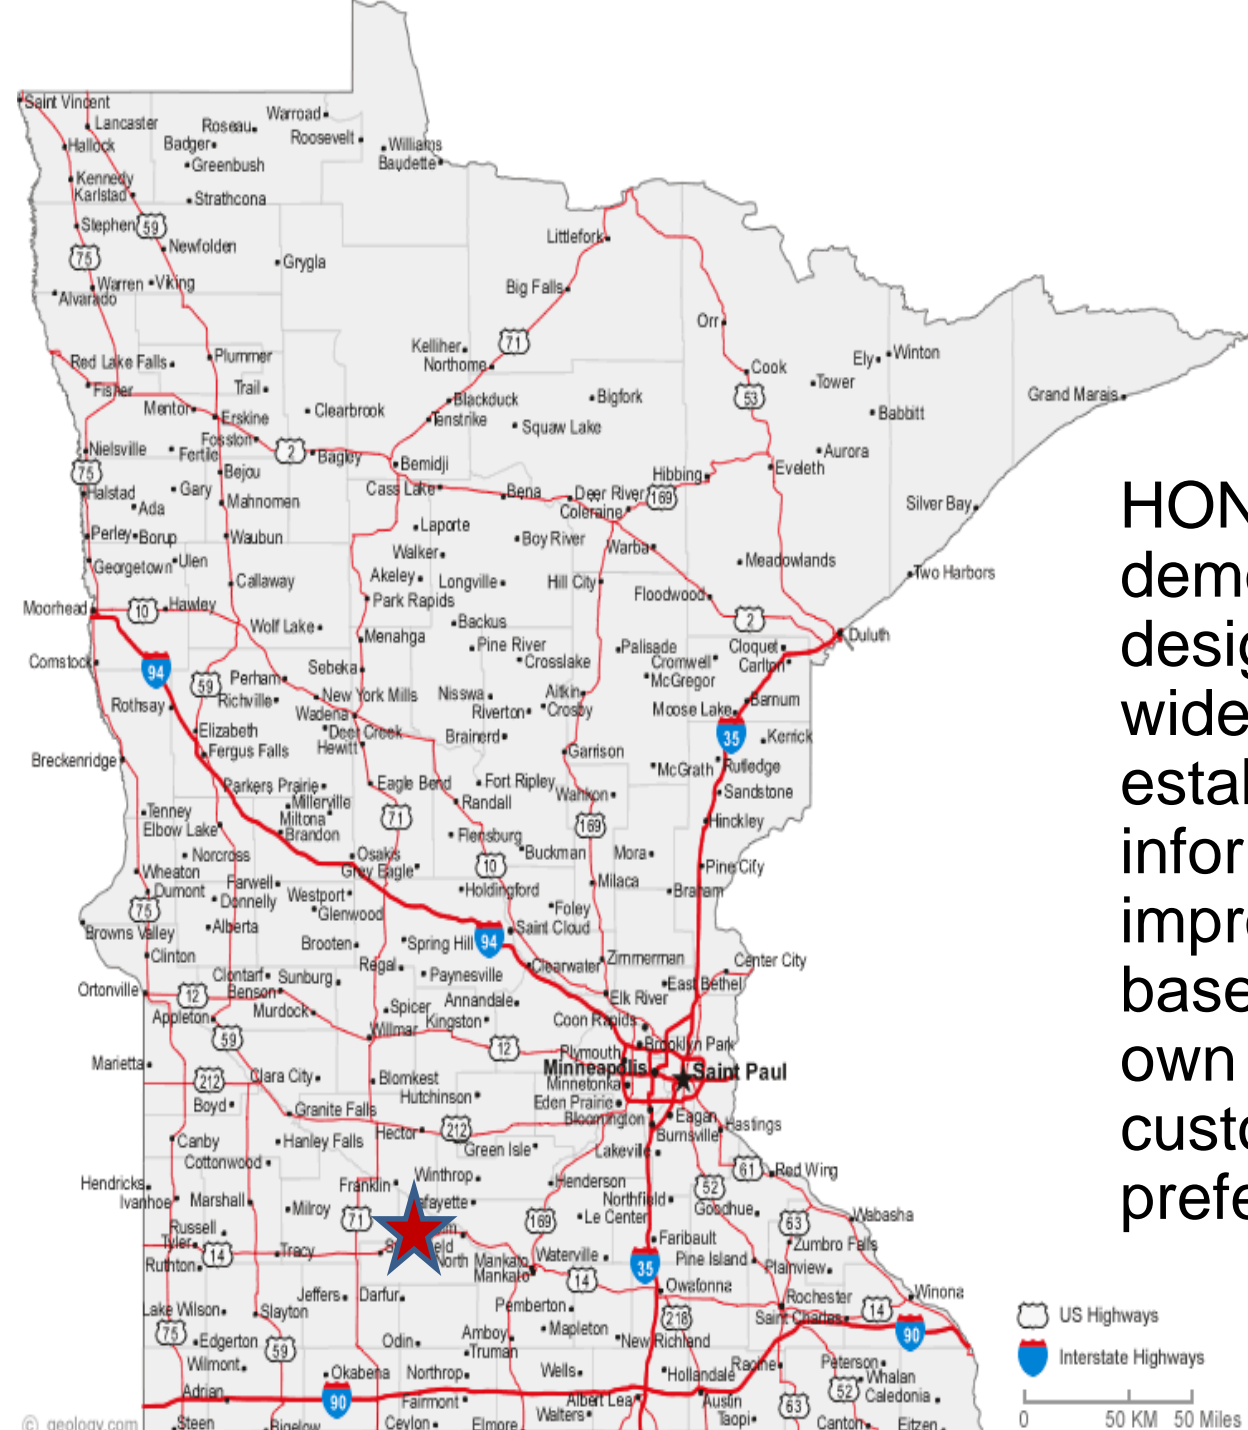 Saint Vincent
Lancaster
Warroad
Roseau
Hallock
Badger
Roosevelt
Williams
Greenbush
Baudette
Kennedy
Karlstad
Strathcona
Stephen
59
Newfolden
Littlefork
75
Grygla
Warren
Viking
Big Falls
Alvarado
Orr
71
Kelliher
Northome
Red Lake Falls
Plummer
Ely
Winton
Cook
Fisher
Trail
Tower
53
Grand Marais
Mentor
Erskine
Clearbrook
Blackduck
Bigfork
Babbitt
Tenstrike
Squaw Lake
Fosston
2
Bagley
Nielsville
Fertile
Bemidji
Aurora
75
Bejou
Hibbing
Eveleth
Halstad
Gary
Cass Lake
Bena
Deer River
169
Ada
Mahnomen
Coleraine
Silver Bay
HON
Perley
Borup
Waubun
Laporte
Boy River
Warba
Georgetown
Ulen
Walker
Meadowlands
deme
Callaway
Akeley
Longville
Hill City
Two Harbors
Moorhead
10
Hawley
Park Rapids
Floodwood
2
Wolf Lake
Backus
Menahga
Pine River
Palisade
Cloquet
Duluth
desig
Comstock
94
Sebeka
Crosslake
Cromwell
Carlton
59
Perham
McGregor
Richville
New York Mills
Nisswa
Aitkin
Rothsay
Wadena
Riverton
Crosby
Moose Lake
Barnum
wide
Elizabeth
Deer Creek
Brainerd
35
Kerrick
Fergus Falls
Hewitt
Garrison
Breckenridge
McGrath
Rutledge
Parkers Prairie
Eagle Bend
Fort Ripley
Wahkon
Sandstone
estal
Tenney
Millerville
Randall
Elbow Lake
Miltona
71
169
Hinckley
Brandon
Flensburg
Norcross
Osakis
10
Buckman
Mora
infor
Wheaton
Grey Eagle
Pine City
Dumont
Farwell
Westport
Holdingford
Milaca
Braham
75
Donnelly
Glenwood
Foley
Browns Valley
Alberta
Saint Cloud
impro
Clinton
Brooten
Spring Hill
94
Zimmerman
Center City
Clontarf
Sunburg
Regal
Paynesville
Clearwater
East Bethel
Ortonville
12
Benson
Annandale
Elk River
base
Appleton
Murdock
Spicer
Kingston
Coon Rapids
59
Willmar
12
Plymouth
Brooklyn Park
Marietta
Minneapolis
Saint Paul
own
212
Clara City
Blomkest
Minnetonka
Boyd
Granite Falls
Hutchinson
Eden Prairie
Canby
Hanley Falls
Hector
212
Bloomington
Eagan
Hastings
custo
Cottonwood
Green Isle
Lakeville
Burnsville
Hendricks
Winthrop
61
Red Wing
Ivanhoe
Marshall
Franklin
Henderson
52
prefe
Milroy
afayette
Northfield
Goodhue
Russell
71
169
Le Center
63
Wabasha
Tyler
14
Tracy
Faribault
Zumbro Falls
Ruthton
North Mankato
Waterville
35
Pine Island
Plainview
Mankato
14
Owatonna
Winona
Jeffers
Darfur
Rochester
Lake Wilson
Slayton
Pemberton
218
Saint Charles
14
US Highways
75
Edgerton
59
Odin
Amboy
Mapleton
New Richland
90
Wilmont
Truman
Racine
Peterson
Interstate Highways
Okabena
Northrop
Wells
Hollandale
Whalan
Adrian
90
Fairmont
Albert Lea
Austin
52
Caledonia
Steen
Bigelow
Ceylon
Elmore
Walters
Taopi
63
Canton
Eitzen
0
50 KM
50 Miles
© geology.com